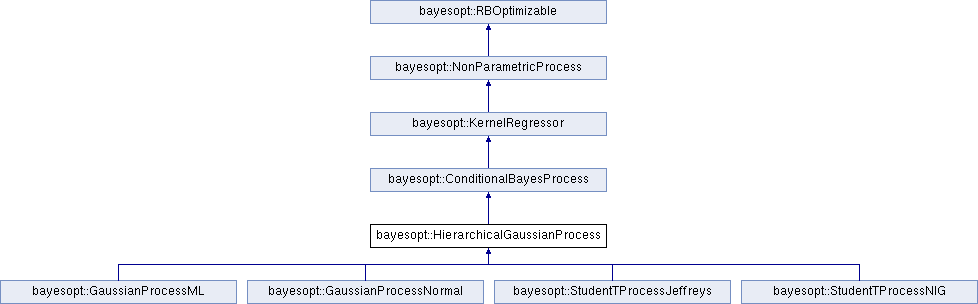 bayesopt::RBOptimizable
bayesopt::NonParametricProcess
bayesopt::KernelRegressor
bayesopt::ConditionalBayesProcess
bayesopt::HierarchicalGaussianProcess
bayesopt::GaussianProcessML
bayesopt::GaussianProcessNormal
bayesopt::StudentTProcessJeffreys
bayesopt::StudentTProcessNIG